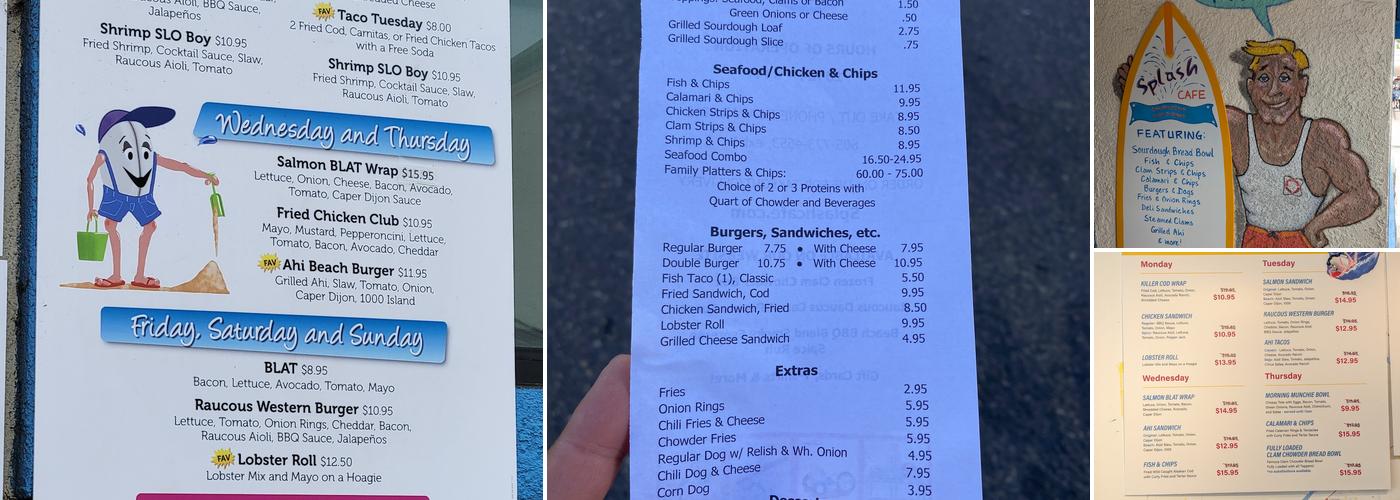 Jalapeños
Shrimp SLO Boy $10.95
Fried Shrimp, Cocktail Sauce, Slaw,
Raucous Aioli, Tomato
FAV Taco Tuesday $8.00
2 Fried Cod, Carnitas, or Fried Chicken Tacos
with a Free Soda
Shrimp SLO Boy $10.95
Fried Shrimp, Cocktail Sauce, Slaw,
Raucous Aioli, Tomato
Wednesday and Thursday
Salmon BLAT Wrap $15.95
Lettuce, Onion, Cheese, Bacon, Avocado,
Tomato, Caper Dijon Sauce
Fried Chicken Club $10.95
Mayo, Mustard, Pepperoncini, Lettuce,
Tomato, Bacon, Avocado, Cheddar
FAV Ahi Beach Burger $11.95
Grilled Ahi, Slaw, Tomato, Onion,
Caper Dijon, 1000 Island
Friday, Saturday and Sunday
BLAT $8.95
Bacon, Lettuce, Avocado, Tomato, Mayo
Raucous Western Burger $10.95
Lettuce, Tomato, Onion Rings, Cheddar, Bacon,
Raucous Aioli, BBQ Sauce, Jalapeños
FAV Lobster Roll $12.50
Lobster Mix and Mayo on a Hoagie
Seafood, Clams or Bacon 1.50
Green Onions or Cheese .50
Grilled Sourdough Loaf 2.75
Grilled Sourdough Slice .75
Seafood/Chicken & Chips
Fish & Chips 11.95
Calamari & Chips 9.95
Chicken Strips & Chips 8.95
Clam Strips & Chips 8.50
Shrimp & Chips 8.95
Seafood Combo 16.50-24.95
Family Platters & Chips: 60.00 - 75.00
Choice of 2 or 3 Proteins with
Quart of Chowder and Beverages
Burgers, Sandwiches, etc.
Regular Burger 7.75 • With Cheese 7.95
Double Burger 10.75 • With Cheese 10.95
Fish Taco (1), Classic 5.50
Fried Sandwich, Cod 9.95
Chicken Sandwich, Fried 8.50
Lobster Roll 9.95
Grilled Cheese Sandwich 4.95
Extras
Fries 2.95
Onion Rings 5.95
Chili Fries & Cheese 5.95
Chowder Fries 5.95
Regular Dog w/ Relish & Wh. Onion 4.95
Chili Dog & Cheese 7.95
Corn Dog 3.95
Splash
CAFE
FEATURING:
Sourdough Bread Bowl
Fish & Chips
Clam Strips & Chips
Calamari & Chips
Burgers & Dogs
Fries & Onion Rings
Deli Sandwiches
Steamed Clams
Grilled Ahi
& more!
Monday
KILLER COD WRAP
$10.95
CHICKEN SANDWICH
$10.95
LOBSTER ROLL
Lobster Mix and Mayo on a Hoagie
$13.95
Tuesday
SALMON SANDWICH
$14.95
RAUCOUS WESTERN BURGER
$12.95
AHI TACOS
$12.95
Wednesday
SALMON BLAT WRAP
$14.95
AHI SANDWICH
$12.95
FISH & CHIPS
$15.95
Thursday
MORNING MUNCHIE BOWL
$9.95
CALAMARI & CHIPS
$15.95
FULLY LOADED
CLAM CHOWDER BREAD BOWL
$15.95